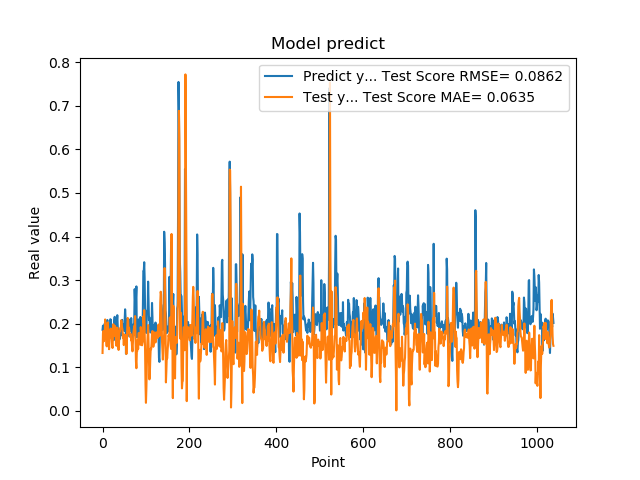 Model predict
Predict y... Test Score RMSE= 0.0862
Test y... Test Score MAE= 0.0635
0.8
0.7
0.6
0.5
0.4
0.3
0.2
0.1
0.0
Real value
0 200 400 600 800 1000
Point